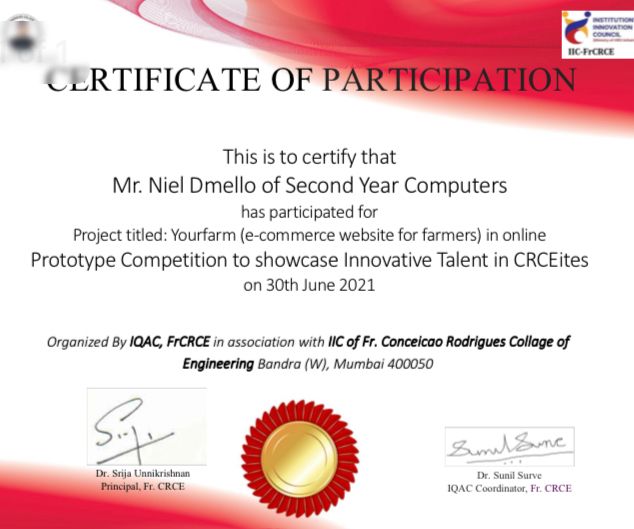 INSTITUTION
INNOVATION
COUNCIL
IIC-FrCRCE
CERTIFICATE OF PARTICIPATION
This is to certify that
Mr. Niel Dmello of Second Year Computers
has participated for
Project titled: Yourfarm (e-commerce website for farmers) in online
Prototype Competition to showcase Innovative Talent in CRCEites
on 30th June 2021
Organized By IQAC, FrCRCE in association with IIC of Fr. Conceicao Rodrigues Collage of
Engineering Bandra (W), Mumbai 400050
Sunil Surve
Dr. Srija Unnikrishnan
Principal, Fr. CRCE
Dr. Sunil Surve
IQAC Coordinator, Fr. CRCE